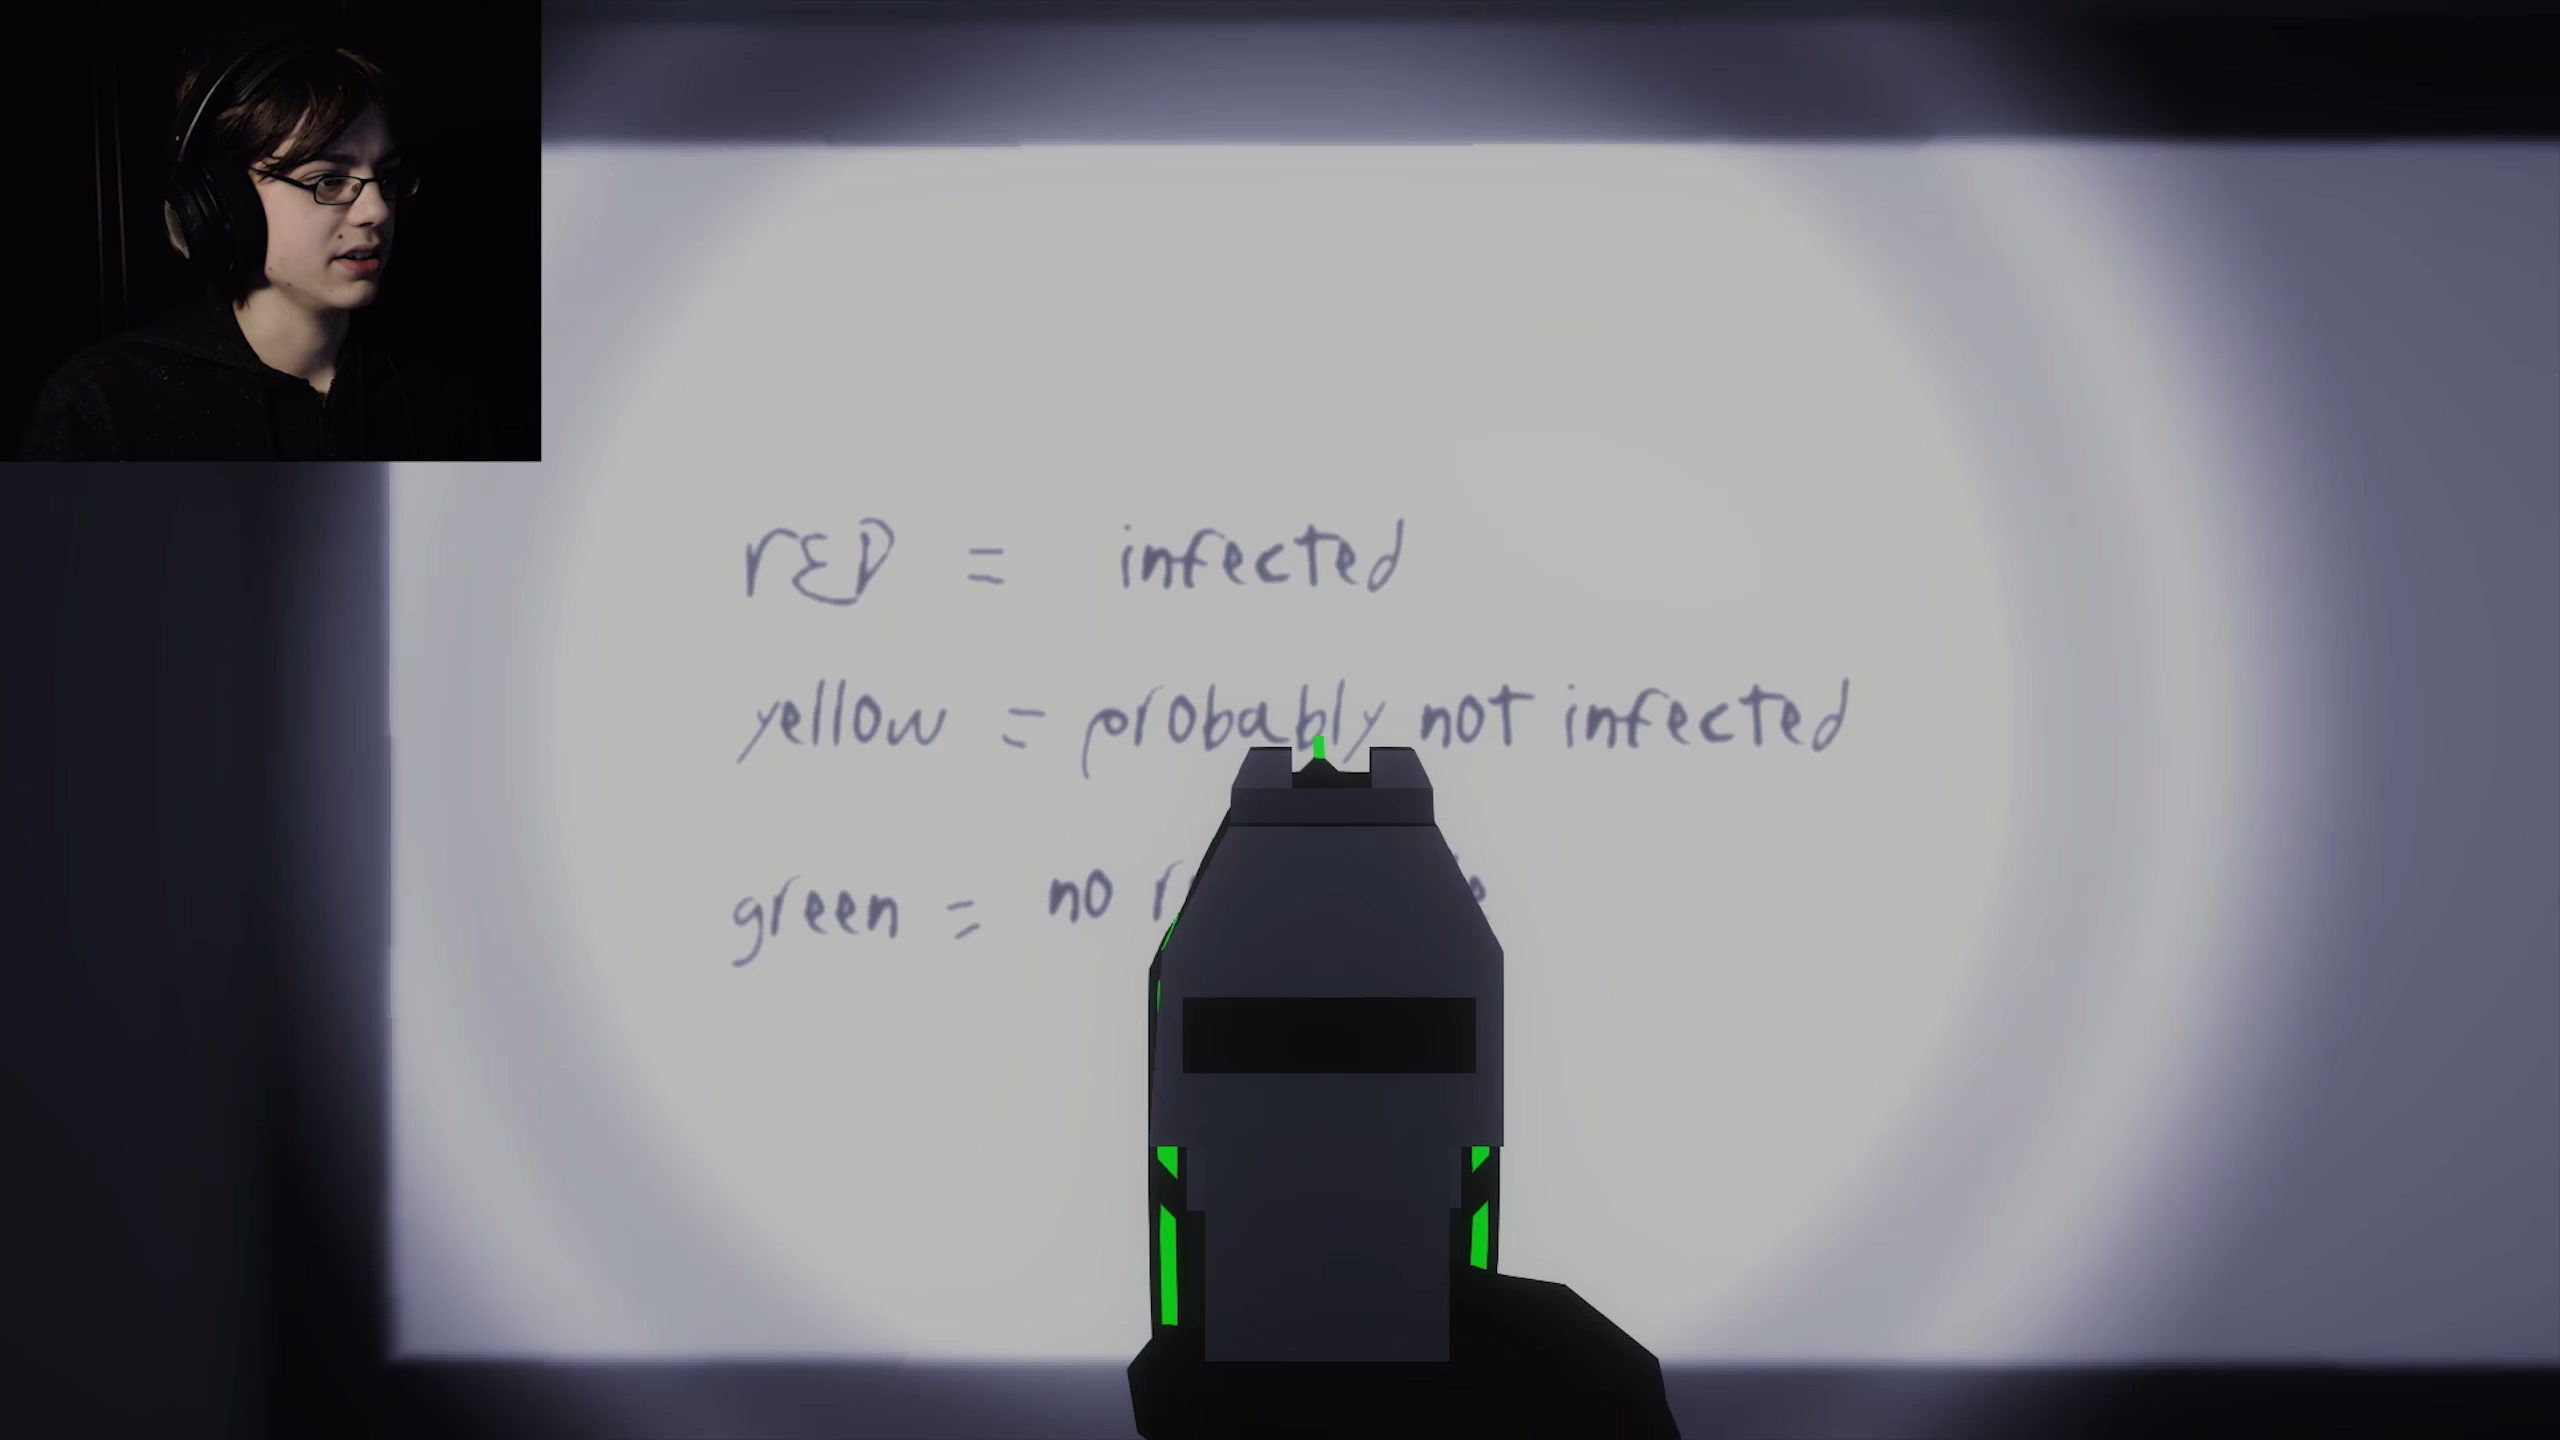 rED = infected
yellow = probably not infected
green = no